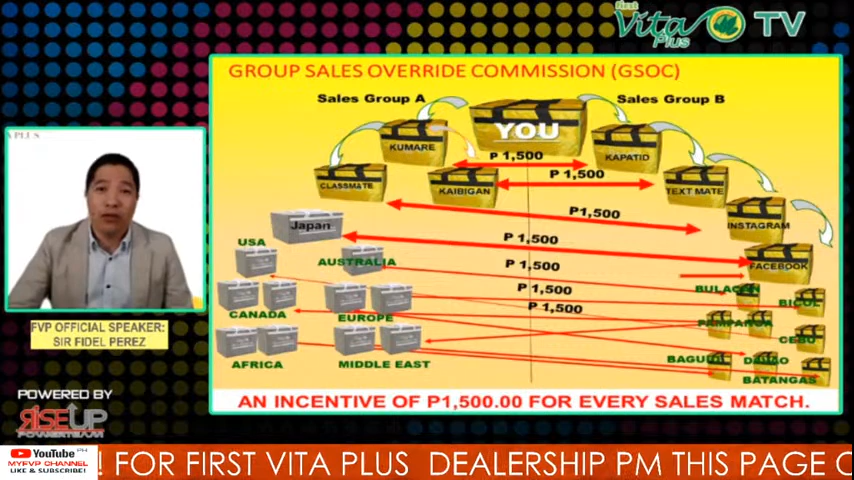 first
Vita TV
Plus
GROUP SALES OVERRIDE COMMISSION (GSOC)
Sales Group A
Sales Group B
YOU
KUMARE
KAPATID
P 1,500
CLASSMATE
KAIBIGAN
P 1,500
TEXT MATE
P1,500
INSTAGRAM
Japan
P 1,500
USA
AUSTRALIA
P 1,500
FACEBOOK
P 1,500
BULACAN
BICOL
P 1,500
CANADA
EUROPE
PAMPANGA
CEBU
AFRICA
MIDDLE EAST
BAGUIO
DAVAO
BATANGAS
AN INCENTIVE OF P1,500.00 FOR EVERY SALES MATCH.
PLUS
FVP OFFICIAL SPEAKER:
SIR FIDEL PEREZ
POWERED BY
RISEUP
POWERTEAM
YouTube PH
MYFVP CHANNEL
LIKE & SUBSCRIBE!
! FOR FIRST VITA PLUS DEALERSHIP PM THIS PAGE